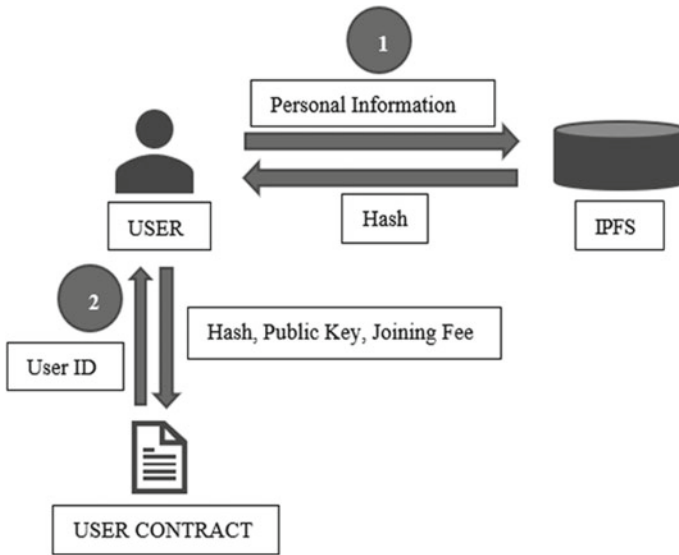 1
Personal Information
Hash
USER
IPFS
2
Hash, Public Key, Joining Fee
User ID
USER CONTRACT